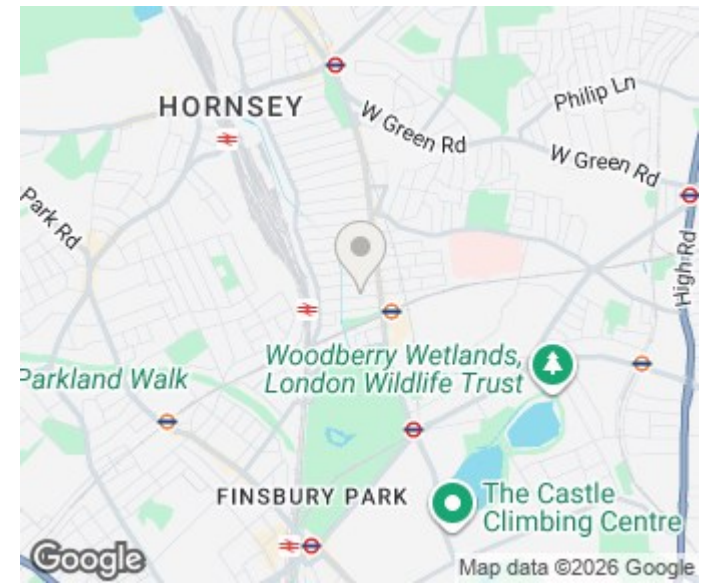 HORNSEY
Philip Ln
W Green Rd
W Green Rd
Park Rd
High Rd
Woodberry Wetlands,
London Wildlife Trust
Parkland Walk
FINSBURY PARK
The Castle
Climbing Centre
Google
Map data ©2026 Google